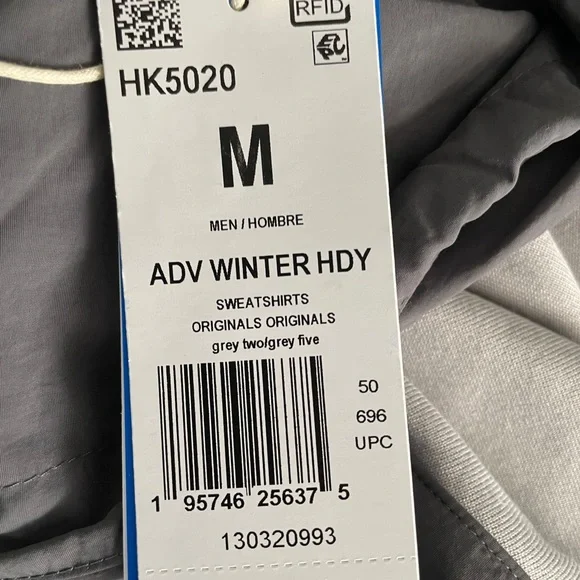 RFID
EPC
HK5020
M
MEN / HOMBRE
ADV WINTER HDY
SWEATSHIRTS
ORIGINALS ORIGINALS
grey two/grey five
50
696
UPC
1 95746 25637 5
130320993